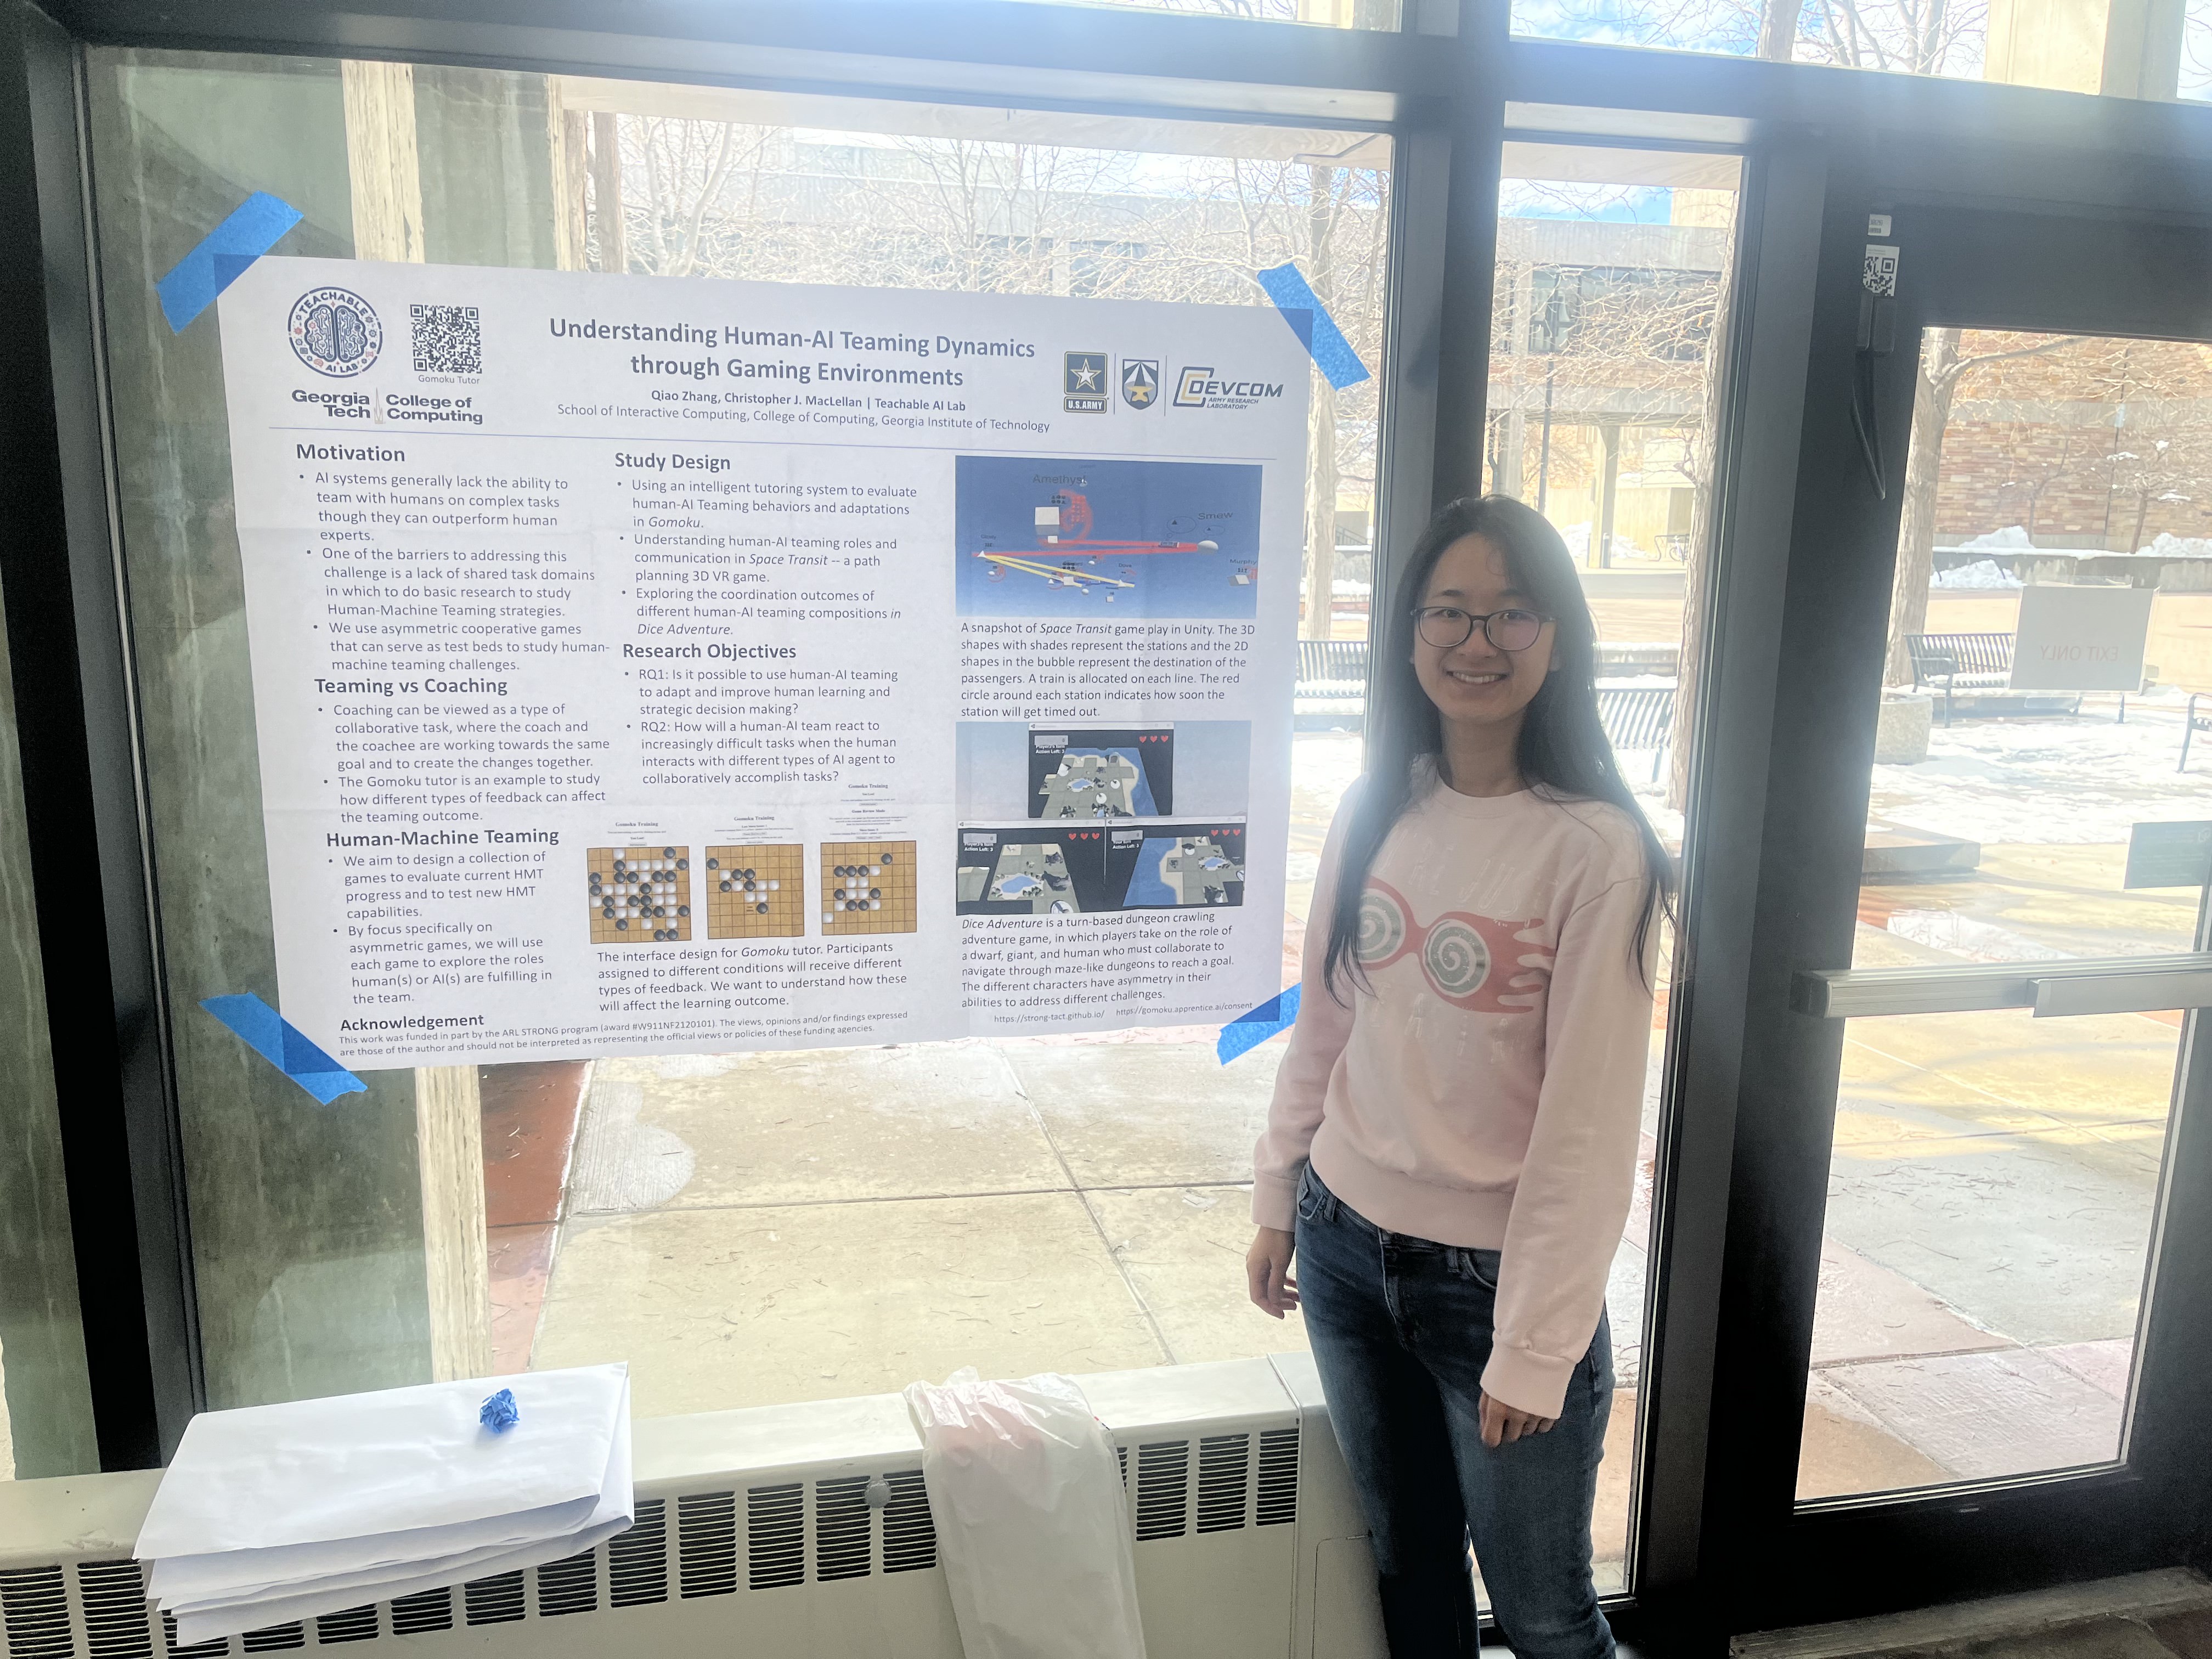 TEACHABLE
AI LAB
Gomoku Tutor
Georgia
Tech
College of
Computing
Understanding Human-AI Teaming Dynamics
through Gaming Environments
Qiao Zhang, Christopher J. MacLellan | Teachable AI Lab
School of Interactive Computing, College of Computing, Georgia Institute of Technology
U.S. ARMY
DEVCOM
ARMY RESEARCH
LABORATORY
Motivation
• AI systems generally lack the ability to
team with humans on complex tasks
though they can outperform human
experts.
• One of the barriers to addressing this
challenge is a lack of shared task domains
in which to do basic research to study
Human-Machine Teaming strategies.
• We use asymmetric cooperative games
that can serve as test beds to study human-
machine teaming challenges.
Teaming vs Coaching
• Coaching can be viewed as a type of
collaborative task, where the coach and
the coachee are working towards the same
goal and to create the changes together.
• The Gomoku tutor is an example to study
how different types of feedback can affect
the teaming outcome.
Human-Machine Teaming
• We aim to design a collection of
games to evaluate current HMT
progress and to test new HMT
capabilities.
• By focus specifically on
asymmetric games, we will use
each game to explore the roles
human(s) or AI(s) are fulfilling in
the team.
Study Design
• Using an intelligent tutoring system to evaluate
human-AI Teaming behaviors and adaptations
in Gomoku.
• Understanding human-AI teaming roles and
communication in Space Transit -- a path
planning 3D VR game.
• Exploring the coordination outcomes of
different human-AI teaming compositions in
Dice Adventure.
Research Objectives
• RQ1: Is it possible to use human-AI teaming
to adapt and improve human learning and
strategic decision making?
• RQ2: How will a human-AI team react to
increasingly difficult tasks when the human
interacts with different types of AI agent to
collaboratively accomplish tasks?
Gomoku Training
Gomoku Training
Gomoku Training
The interface design for Gomoku tutor. Participants
assigned to different conditions will receive different
types of feedback. We want to understand how these
will affect the learning outcome.
Amethyst
Smew
Murphy
A snapshot of Space Transit game play in Unity. The 3D
shapes with shades represent the stations and the 2D
shapes in the bubble represent the destination of the
passengers. A train is allocated on each line. The red
circle around each station indicates how soon the
station will get timed out.
Dice Adventure is a turn-based dungeon crawling
adventure game, in which players take on the role of
a dwarf, giant, and human who must collaborate to
navigate through maze-like dungeons to reach a goal.
The different characters have asymmetry in their
abilities to address different challenges.
https://strong-tact.github.io/ https://gomoku.apprentice.ai/consent
Acknowledgement
This work was funded in part by the ARL STRONG program (award #W911NF2120101). The views, opinions and/or findings expressed
are those of the author and should not be interpreted as representing the official views or policies of these funding agencies.
EXIT ONLY